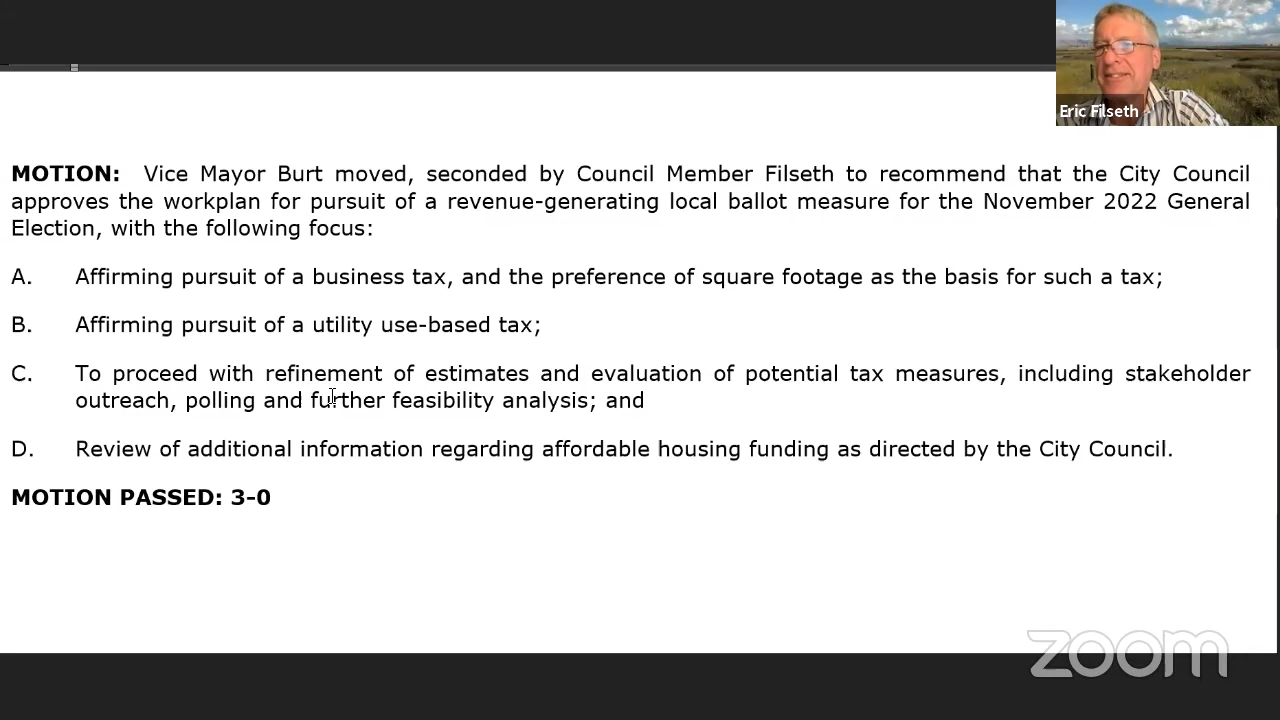 Eric Filseth
MOTION: Vice Mayor Burt moved, seconded by Council Member Filseth to recommend that the City Council
approves the workplan for pursuit of a revenue-generating local ballot measure for the November 2022 General
Election, with the following focus:
A. Affirming pursuit of a business tax, and the preference of square footage as the basis for such a tax;
B. Affirming pursuit of a utility use-based tax;
C. To proceed with refinement of estimates and evaluation of potential tax measures, including stakeholder
outreach, polling and further feasibility analysis; and
D. Review of additional information regarding affordable housing funding as directed by the City Council.
MOTION PASSED: 3-0
zoom